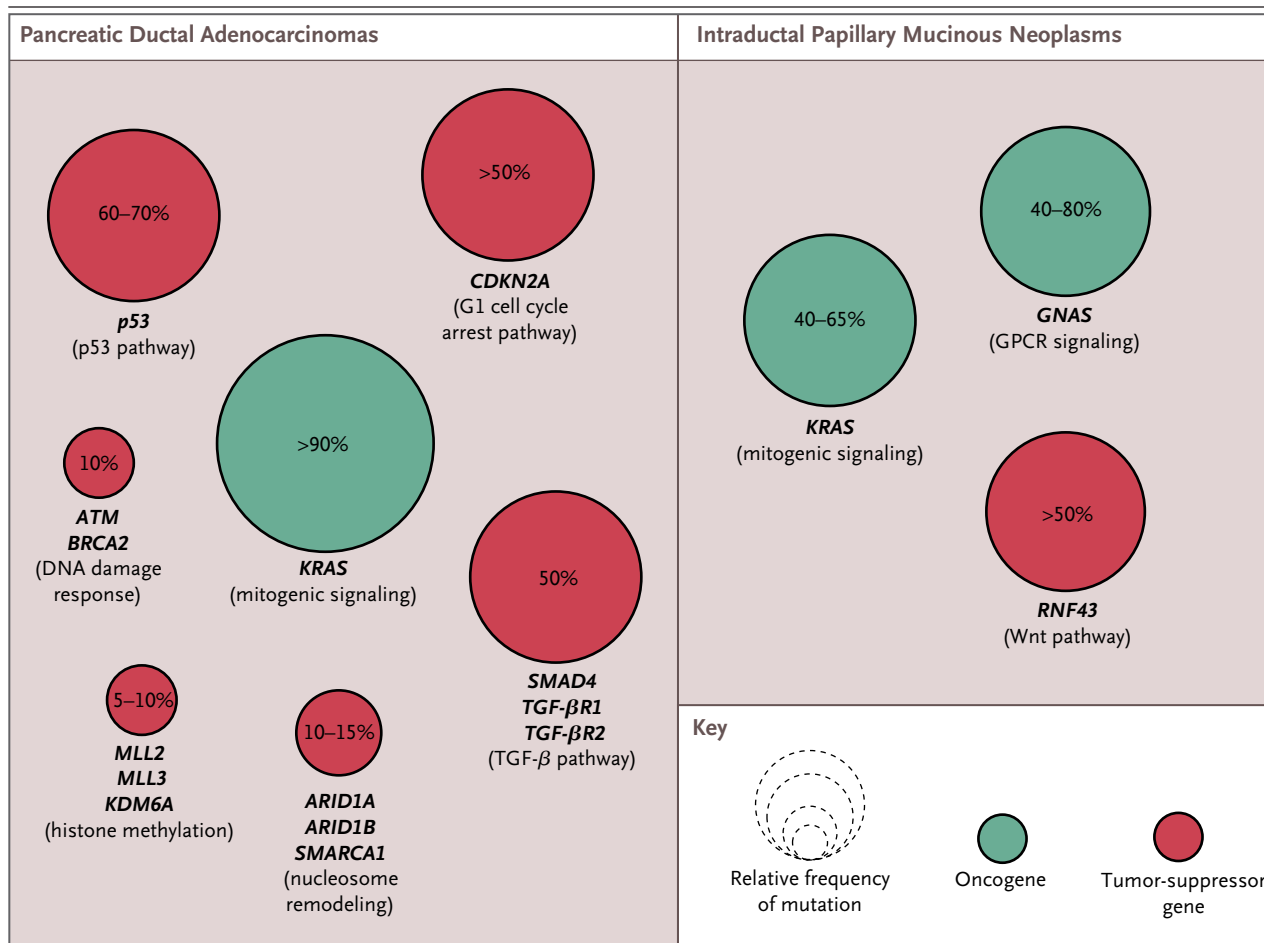 Pancreatic Ductal Adenocarcinomas
60–70%
p53
(p53 pathway)
>50%
CDKN2A
(G1 cell cycle
arrest pathway)
>90%
KRAS
(mitogenic signaling)
10%
ATM
BRCA2
(DNA damage
response)
50%
SMAD4
TGF-βR1
TGF-βR2
(TGF-β pathway)
5–10%
MLL2
MLL3
KDM6A
(histone methylation)
10–15%
ARID1A
ARID1B
SMARCA1
(nucleosome
remodeling)
Intraductal Papillary Mucinous Neoplasms
40–80%
GNAS
(GPCR signaling)
40–65%
KRAS
(mitogenic signaling)
>50%
RNF43
(Wnt pathway)
Key
Relative frequency
of mutation
Oncogene
Tumor-suppressor
gene